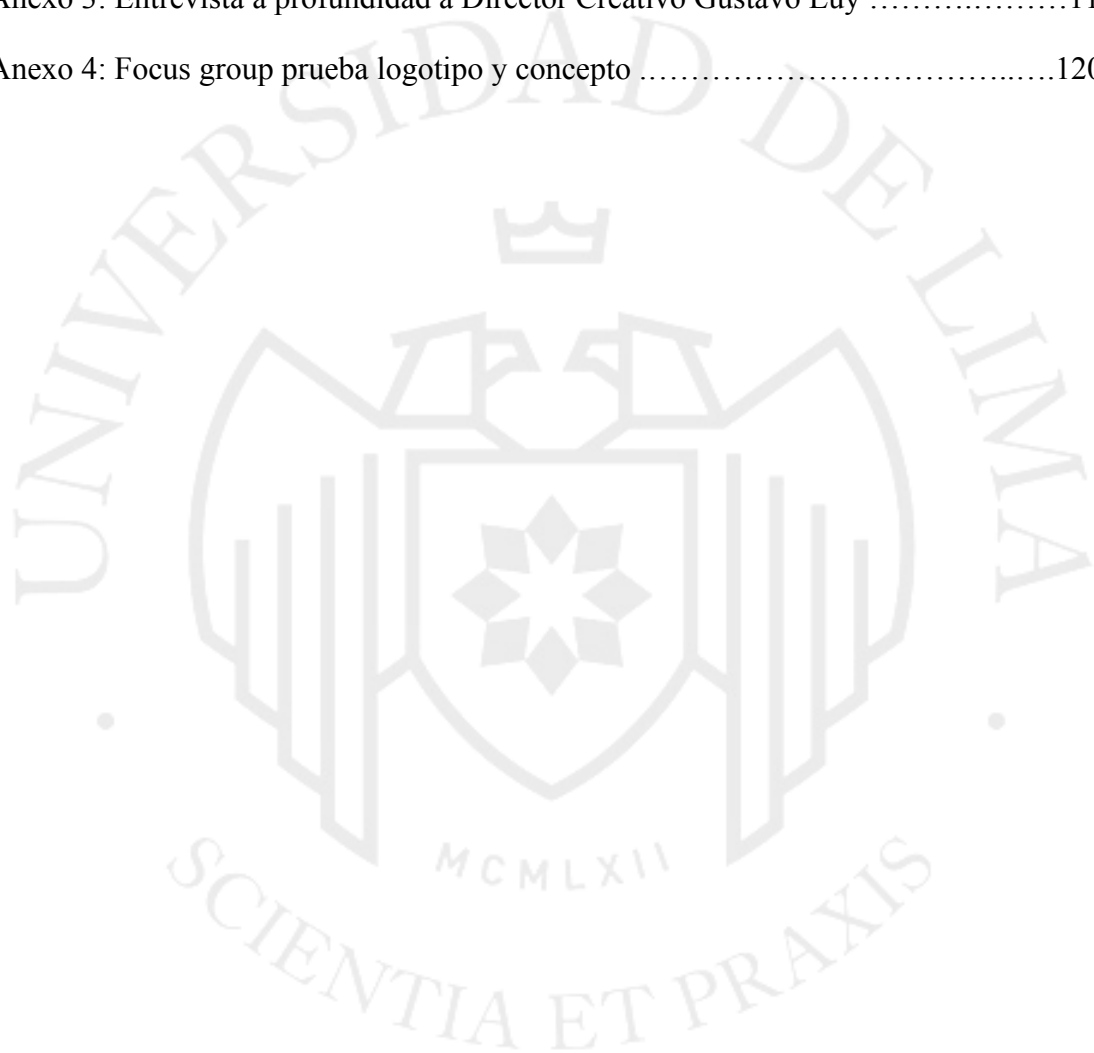 Anexo 3: Entrevista a profundidad a Director Creativo Gustavo Luy ……….………11
Anexo 4: Focus group prueba logotipo y concepto ……………………………..….120
UNIVERSIDAD DE LIMA
MCMLXII
SCIENTIA ET PRAXIS